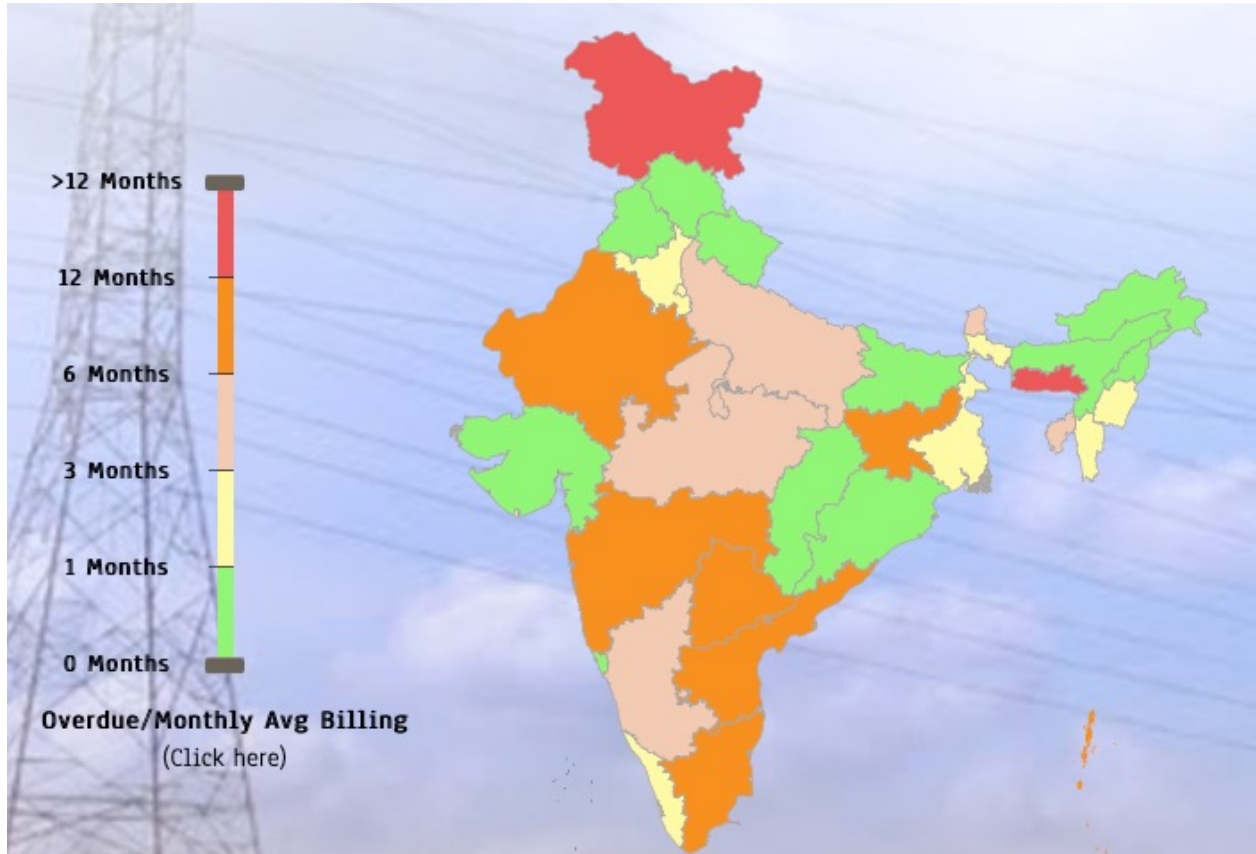 >12 Months
12 Months
6 Months
3 Months
1 Months
0 Months
Overdue/Monthly Avg Billing
(Click here)